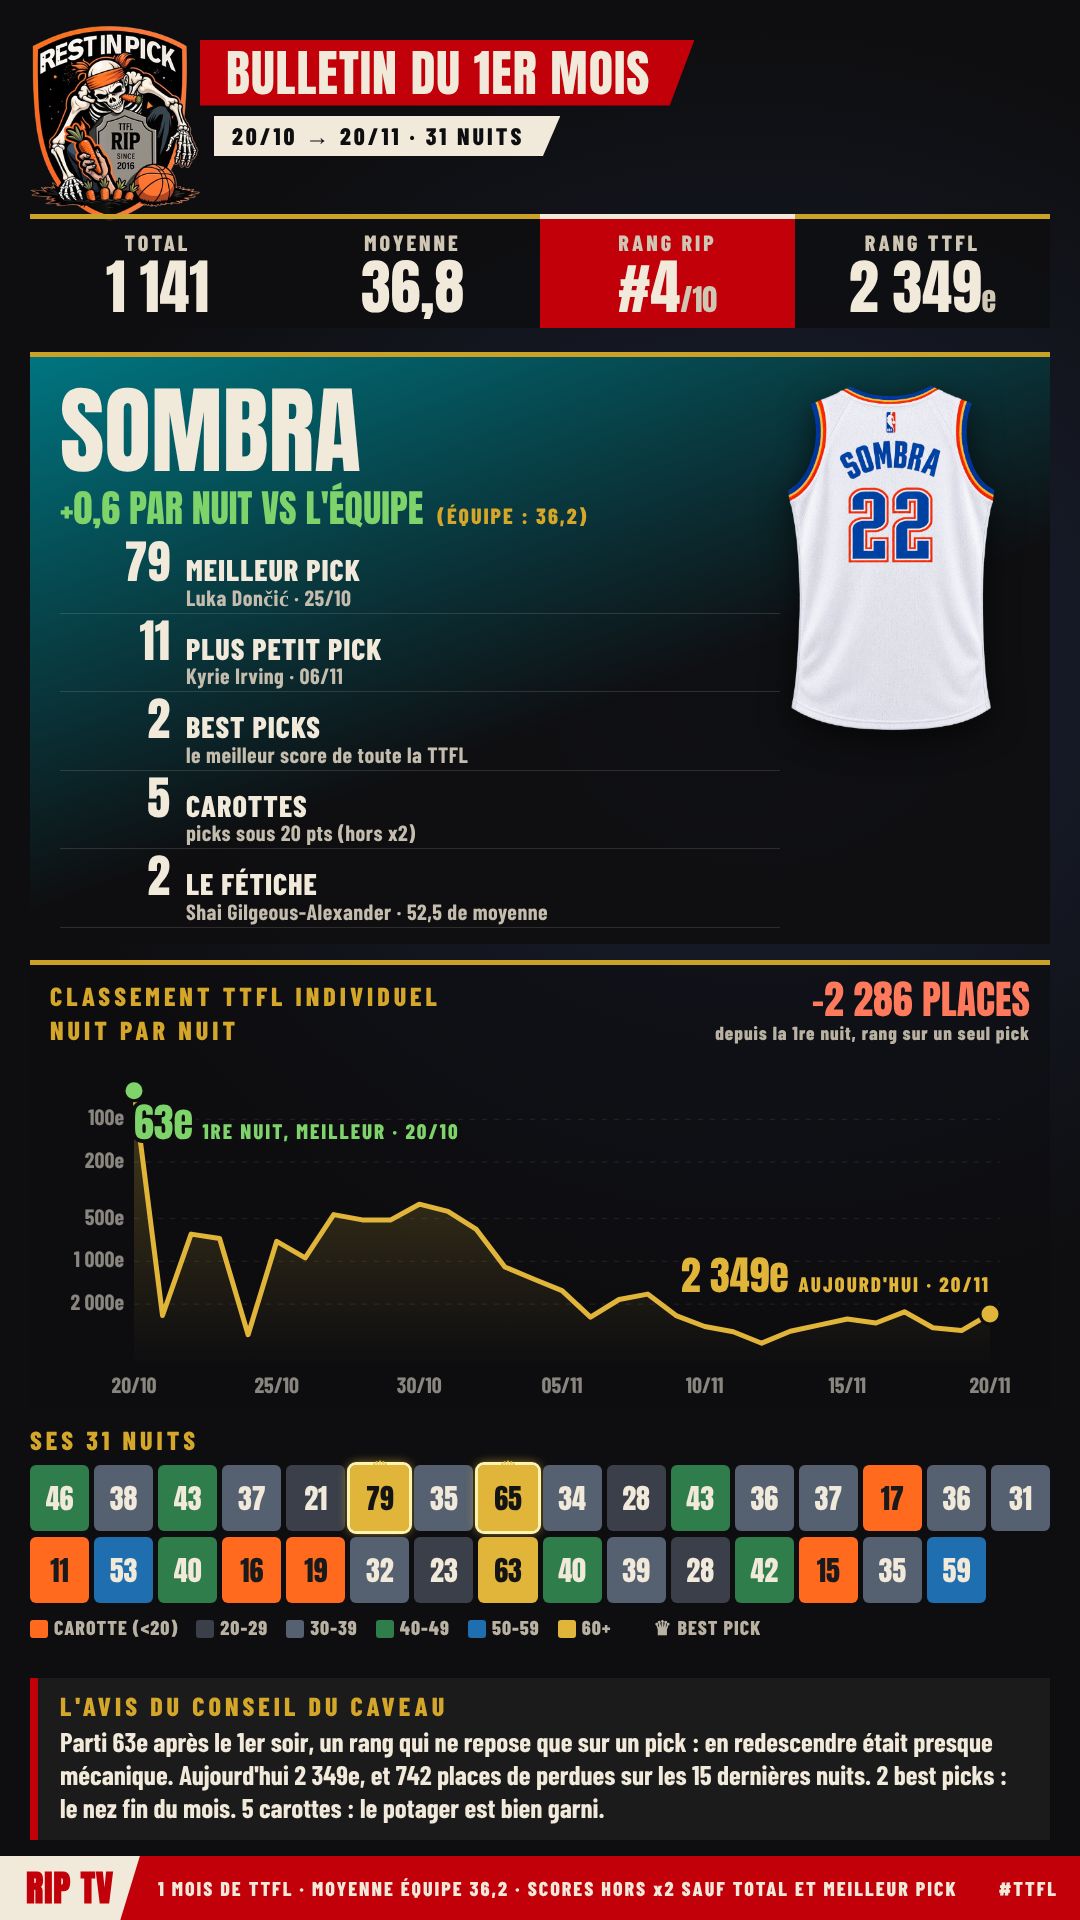 REST IN PICK
TTFL
RIP
SINCE
2016
BULLETIN DU 1ER MOIS
20/10 → 20/11 · 31 NUITS
TOTAL
1 141
MOYENNE
36,8
RANG RIP
#4/10
RANG TTFL
2 349e
SOMBRA
+0,6 PAR NUIT VS L'ÉQUIPE (ÉQUIPE : 36,2)
79 MEILLEUR PICK
Luka Dončić · 25/10
11 PLUS PETIT PICK
Kyrie Irving · 06/11
2 BEST PICKS
le meilleur score de toute la TTFL
5 CAROTTES
picks sous 20 pts (hors x2)
2 LE FÉTICHE
Shai Gilgeous-Alexander · 52,5 de moyenne
SOMBRA
22
CLASSEMENT TTFL INDIVIDUEL
NUIT PAR NUIT
-2 286 PLACES
depuis la 1re nuit, rang sur un seul pick
100e
200e
500e
1 000e
2 000e
63e 1RE NUIT, MEILLEUR · 20/10
2 349e AUJOURD'HUI · 20/11
20/10 25/10 30/10 05/11 10/11 15/11 20/11
SES 31 NUITS
46 38 43 37 21 79 35 65 34 28 43 36 37 17 36 31
11 53 40 16 19 32 23 63 40 39 28 42 15 35 59
CAROTTE (<20) 20-29 30-39 40-49 50-59 60+ ♛ BEST PICK
L'AVIS DU CONSEIL DU CAVEAU
Parti 63e après le 1er soir, un rang qui ne repose que sur un pick : en redescendre était presque
mécanique. Aujourd'hui 2 349e, et 742 places de perdues sur les 15 dernières nuits. 2 best picks :
le nez fin du mois. 5 carottes : le potager est bien garni.
RIP TV
1 MOIS DE TTFL · MOYENNE ÉQUIPE 36,2 · SCORES HORS x2 SAUF TOTAL ET MEILLEUR PICK
#TTFL